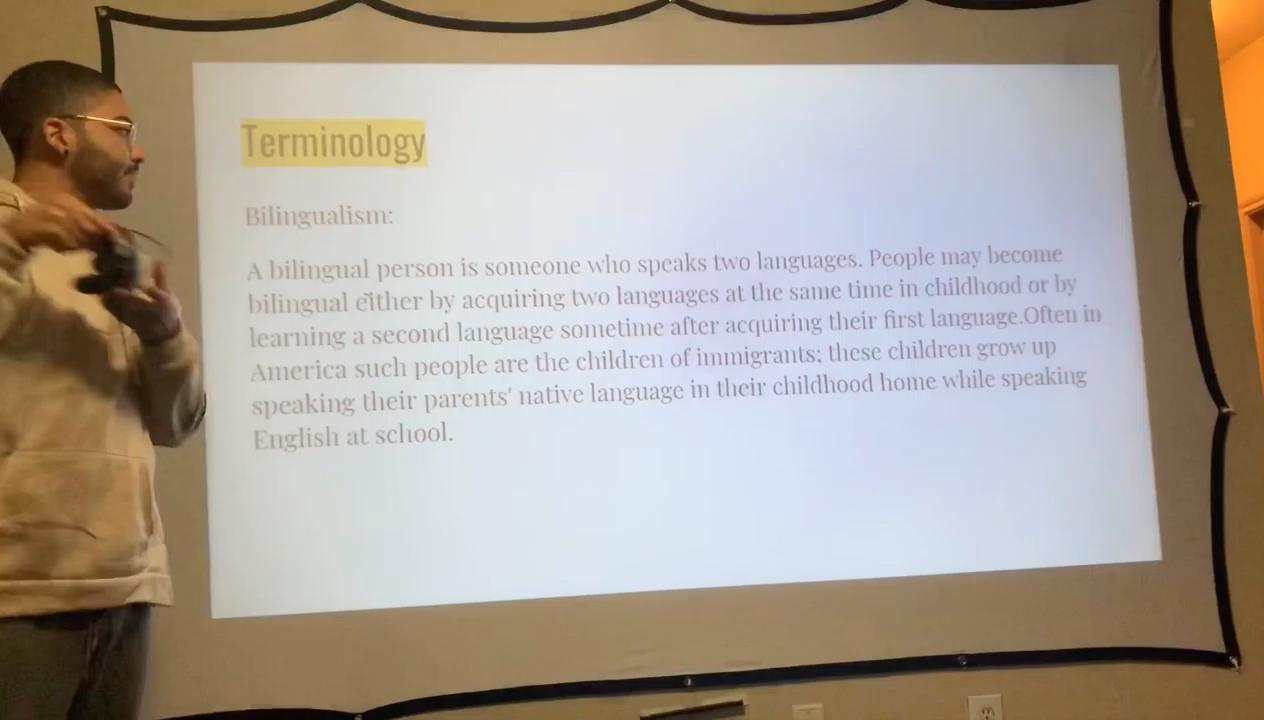 Terminology
Bilingualism:
A bilingual person is someone who speaks two languages. People may become
bilingual either by acquiring two languages at the same time in childhood or by
learning a second language sometime after acquiring their first language.Often in
America such people are the children of immigrants; these children grow up
speaking their parents' native language in their childhood home while speaking
English at school.